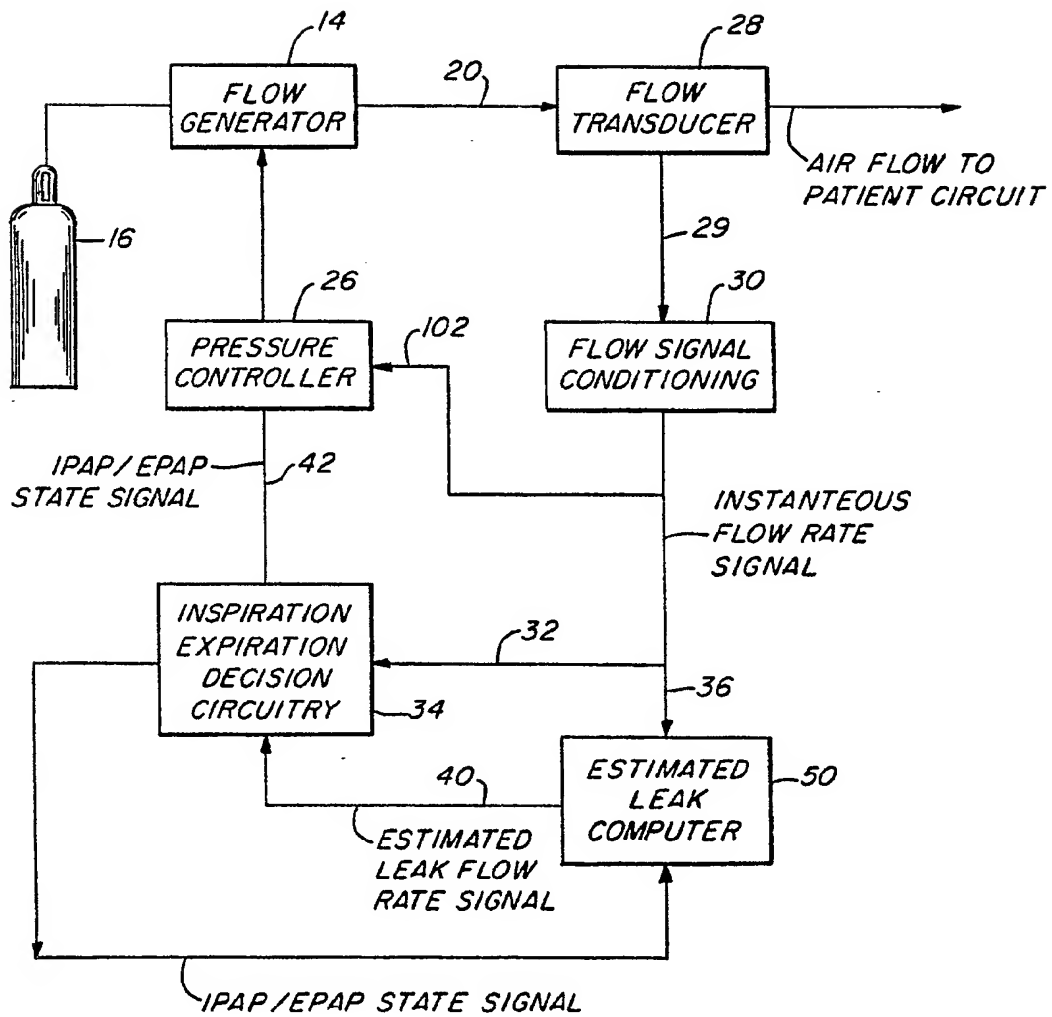 14
28
FLOW
GENERATOR
20
FLOW
TRANSDUCER
AIR FLOW TO
PATIENT CIRCUIT
16
29
26
30
PRESSURE
CONTROLLER
102
FLOW SIGNAL
CONDITIONING
IPAP/EPAP
STATE SIGNAL
42
INSTANTEOUS
FLOW RATE
SIGNAL
INSPIRATION
EXPIRATION
DECISION
CIRCUITRY
32
34
36
40
ESTIMATED
LEAK
COMPUTER
50
ESTIMATED
LEAK FLOW
RATE SIGNAL
IPAP/EPAP STATE SIGNAL